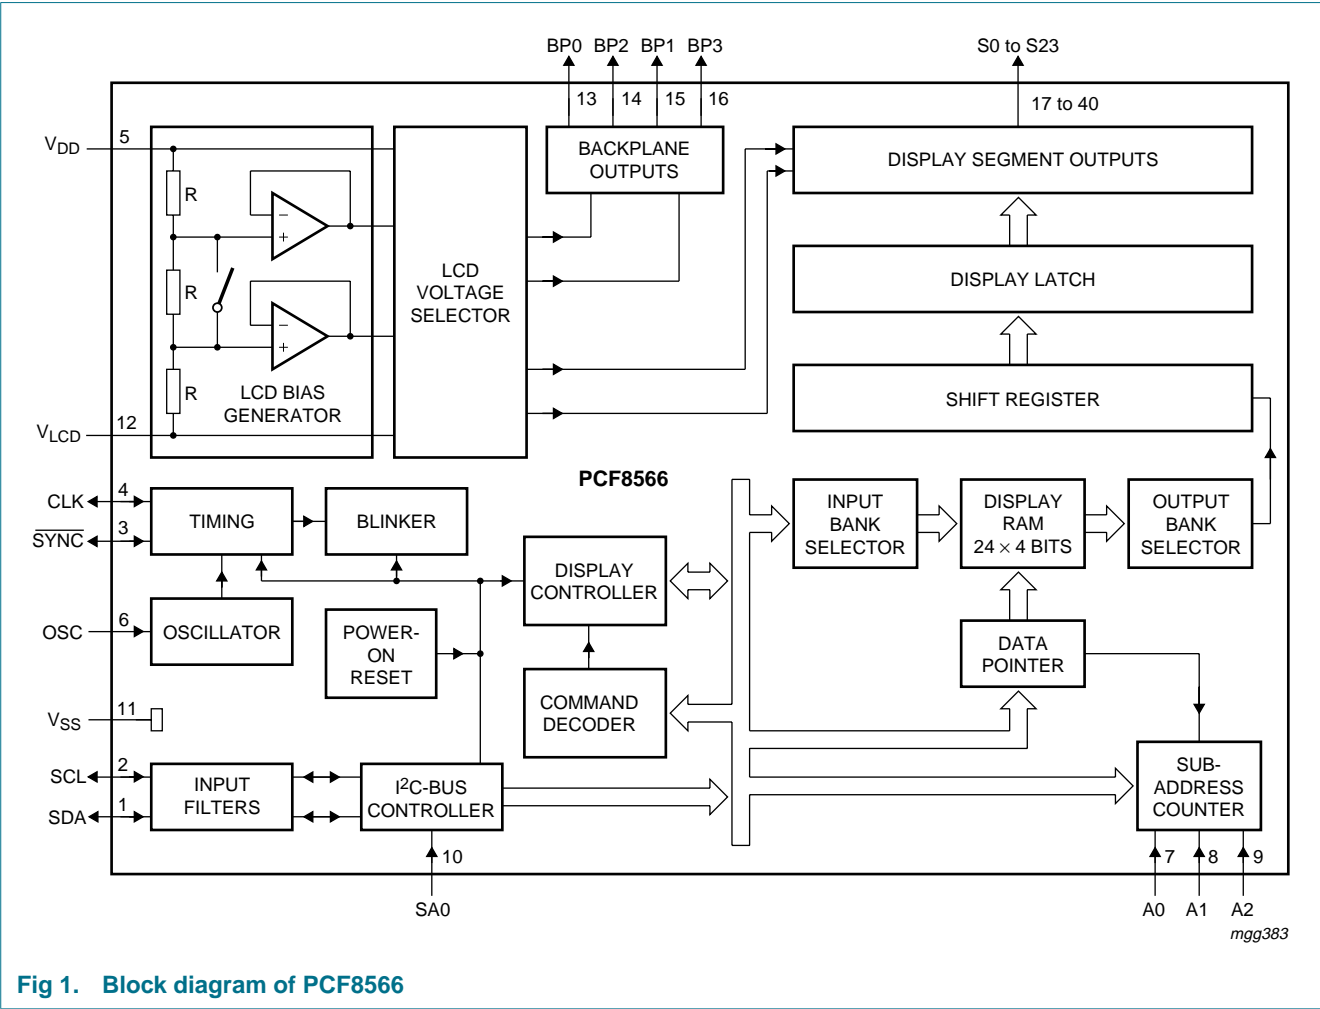 BP0 BP2 BP1 BP3
S0 to S23
13 14 15 16
17 to 40
VDD
5
BACKPLANE
OUTPUTS
DISPLAY SEGMENT OUTPUTS
R
−
+
R
−
+
R
LCD BIAS
GENERATOR
LCD
VOLTAGE
SELECTOR
DISPLAY LATCH
SHIFT REGISTER
VLCD
12
PCF8566
CLK
4
SYNC
3
TIMING
BLINKER
INPUT
BANK
SELECTOR
DISPLAY
RAM
24 × 4 BITS
OUTPUT
BANK
SELECTOR
DISPLAY
CONTROLLER
OSC
6
OSCILLATOR
POWER-
ON
RESET
DATA
POINTER
COMMAND
DECODER
VSS
11
SCL
2
SDA
1
INPUT
FILTERS
I²C-BUS
CONTROLLER
SUB-
ADDRESS
COUNTER
10
7 8 9
SA0
A0 A1 A2
mgg383
Fig 1. Block diagram of PCF8566